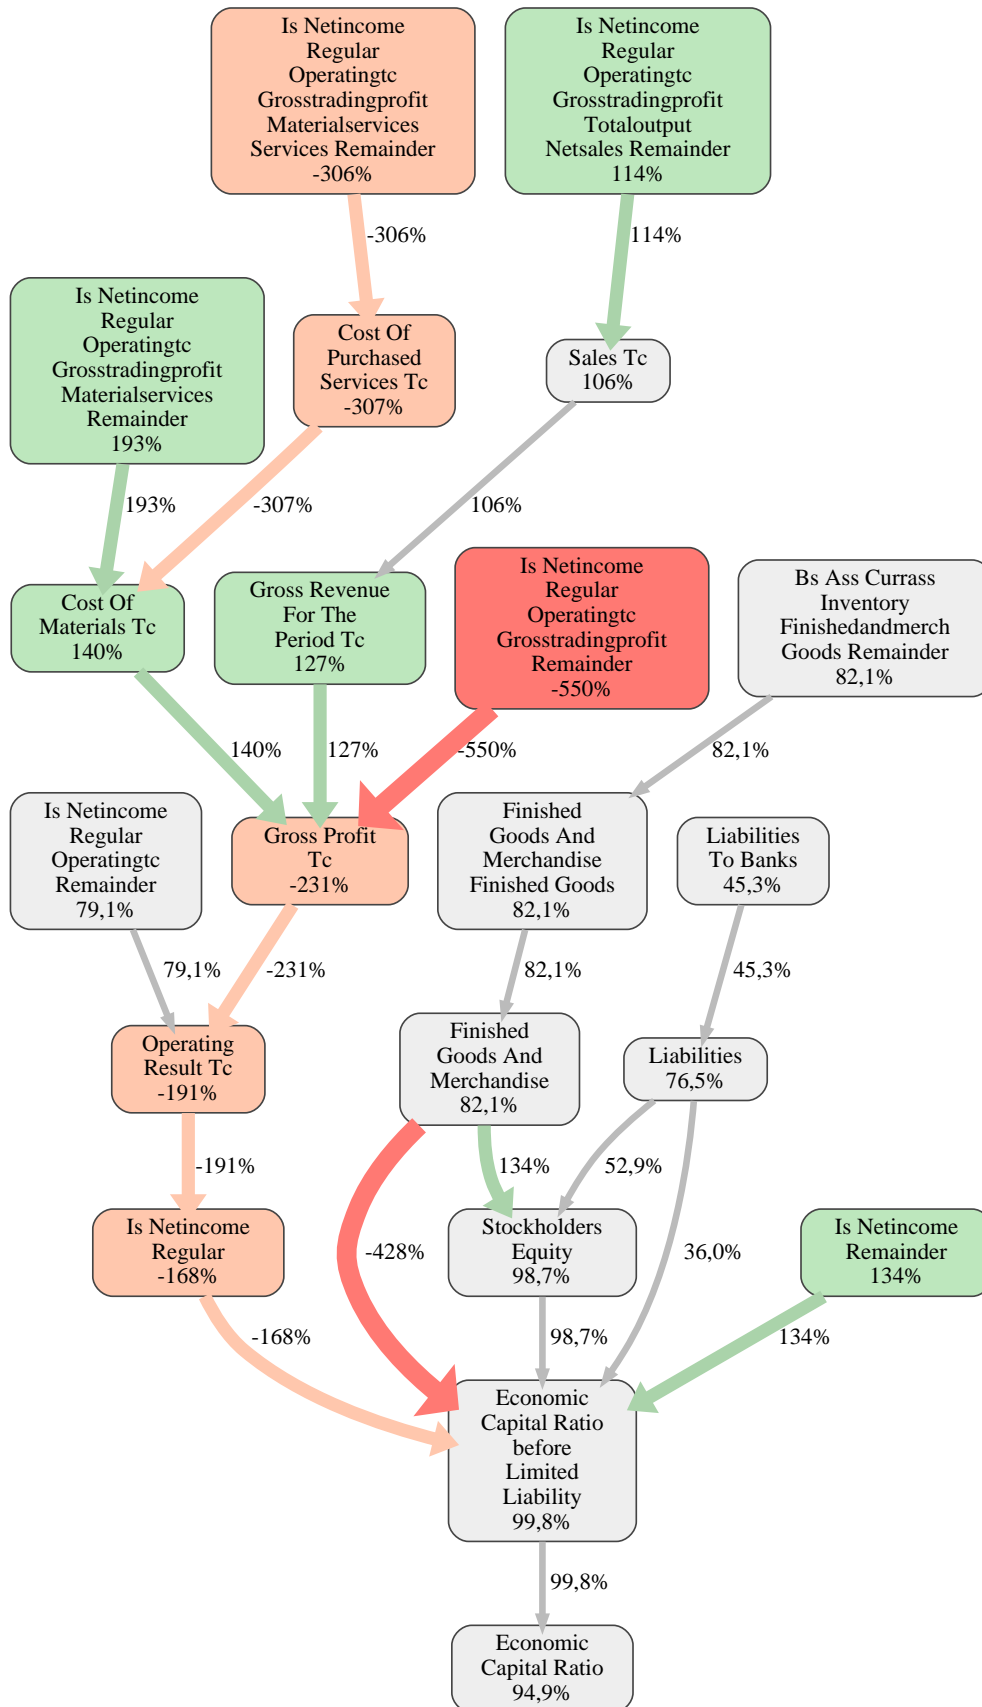 Is Netincome
Regular
Operatingtc
Grosstradingprofit
Materialservices
Services Remainder
-306%
Is Netincome
Regular
Operatingtc
Grosstradingprofit
Totaloutput
Netsales Remainder
114%
-306%
114%
Is Netincome
Regular
Operatingtc
Grosstradingprofit
Materialservices
Remainder
193%
Cost Of
Purchased
Services Tc
-307%
Sales Tc
106%
193%
-307%
106%
Cost Of
Materials Tc
140%
Gross Revenue
For The
Period Tc
127%
Is Netincome
Regular
Operatingtc
Grosstradingprofit
Remainder
-550%
Bs Ass Currass
Inventory
Finishedandmerch
Goods Remainder
82,1%
140%
127%
-550%
82,1%
Is Netincome
Regular
Operatingtc
Remainder
79,1%
Gross Profit
Tc
-231%
Finished
Goods And
Merchandise
Finished Goods
82,1%
Liabilities
To Banks
45,3%
79,1%
-231%
82,1%
45,3%
Operating
Result Tc
-191%
Finished
Goods And
Merchandise
82,1%
Liabilities
76,5%
-191%
134%
52,9%
Is Netincome
Regular
-168%
-428%
Stockholders
Equity
98,7%
36,0%
Is Netincome
Remainder
134%
-168%
98,7%
134%
Economic
Capital Ratio
before
Limited
Liability
99,8%
99,8%
Economic
Capital Ratio
94,9%